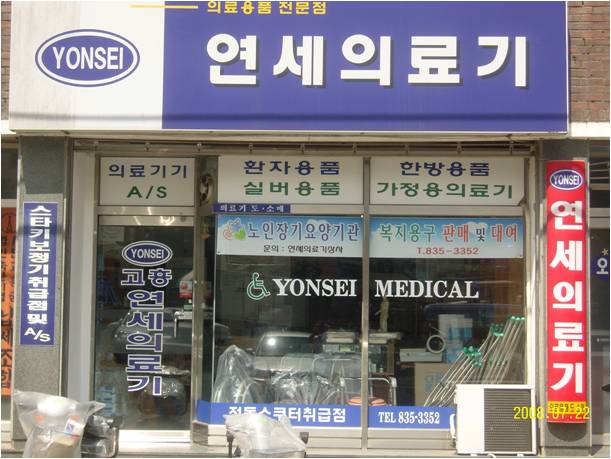 의료용품 전문점
YONSEI
연세의료기
의료기기
A/S
환자용품
실버용품
한방용품
가정용의료기
의료기 도·소매
노인장기요양기관
문의 : 연세의료기상사
복지용구 판매 및 대여
T.835-3352
YONSEI
고흥
연세의료기
YONSEI MEDICAL
스타키보청기취급점및
A/S
YONSEI
연세의료기
오
전동스쿠터취급점
TEL 835-3352
2008.07.22